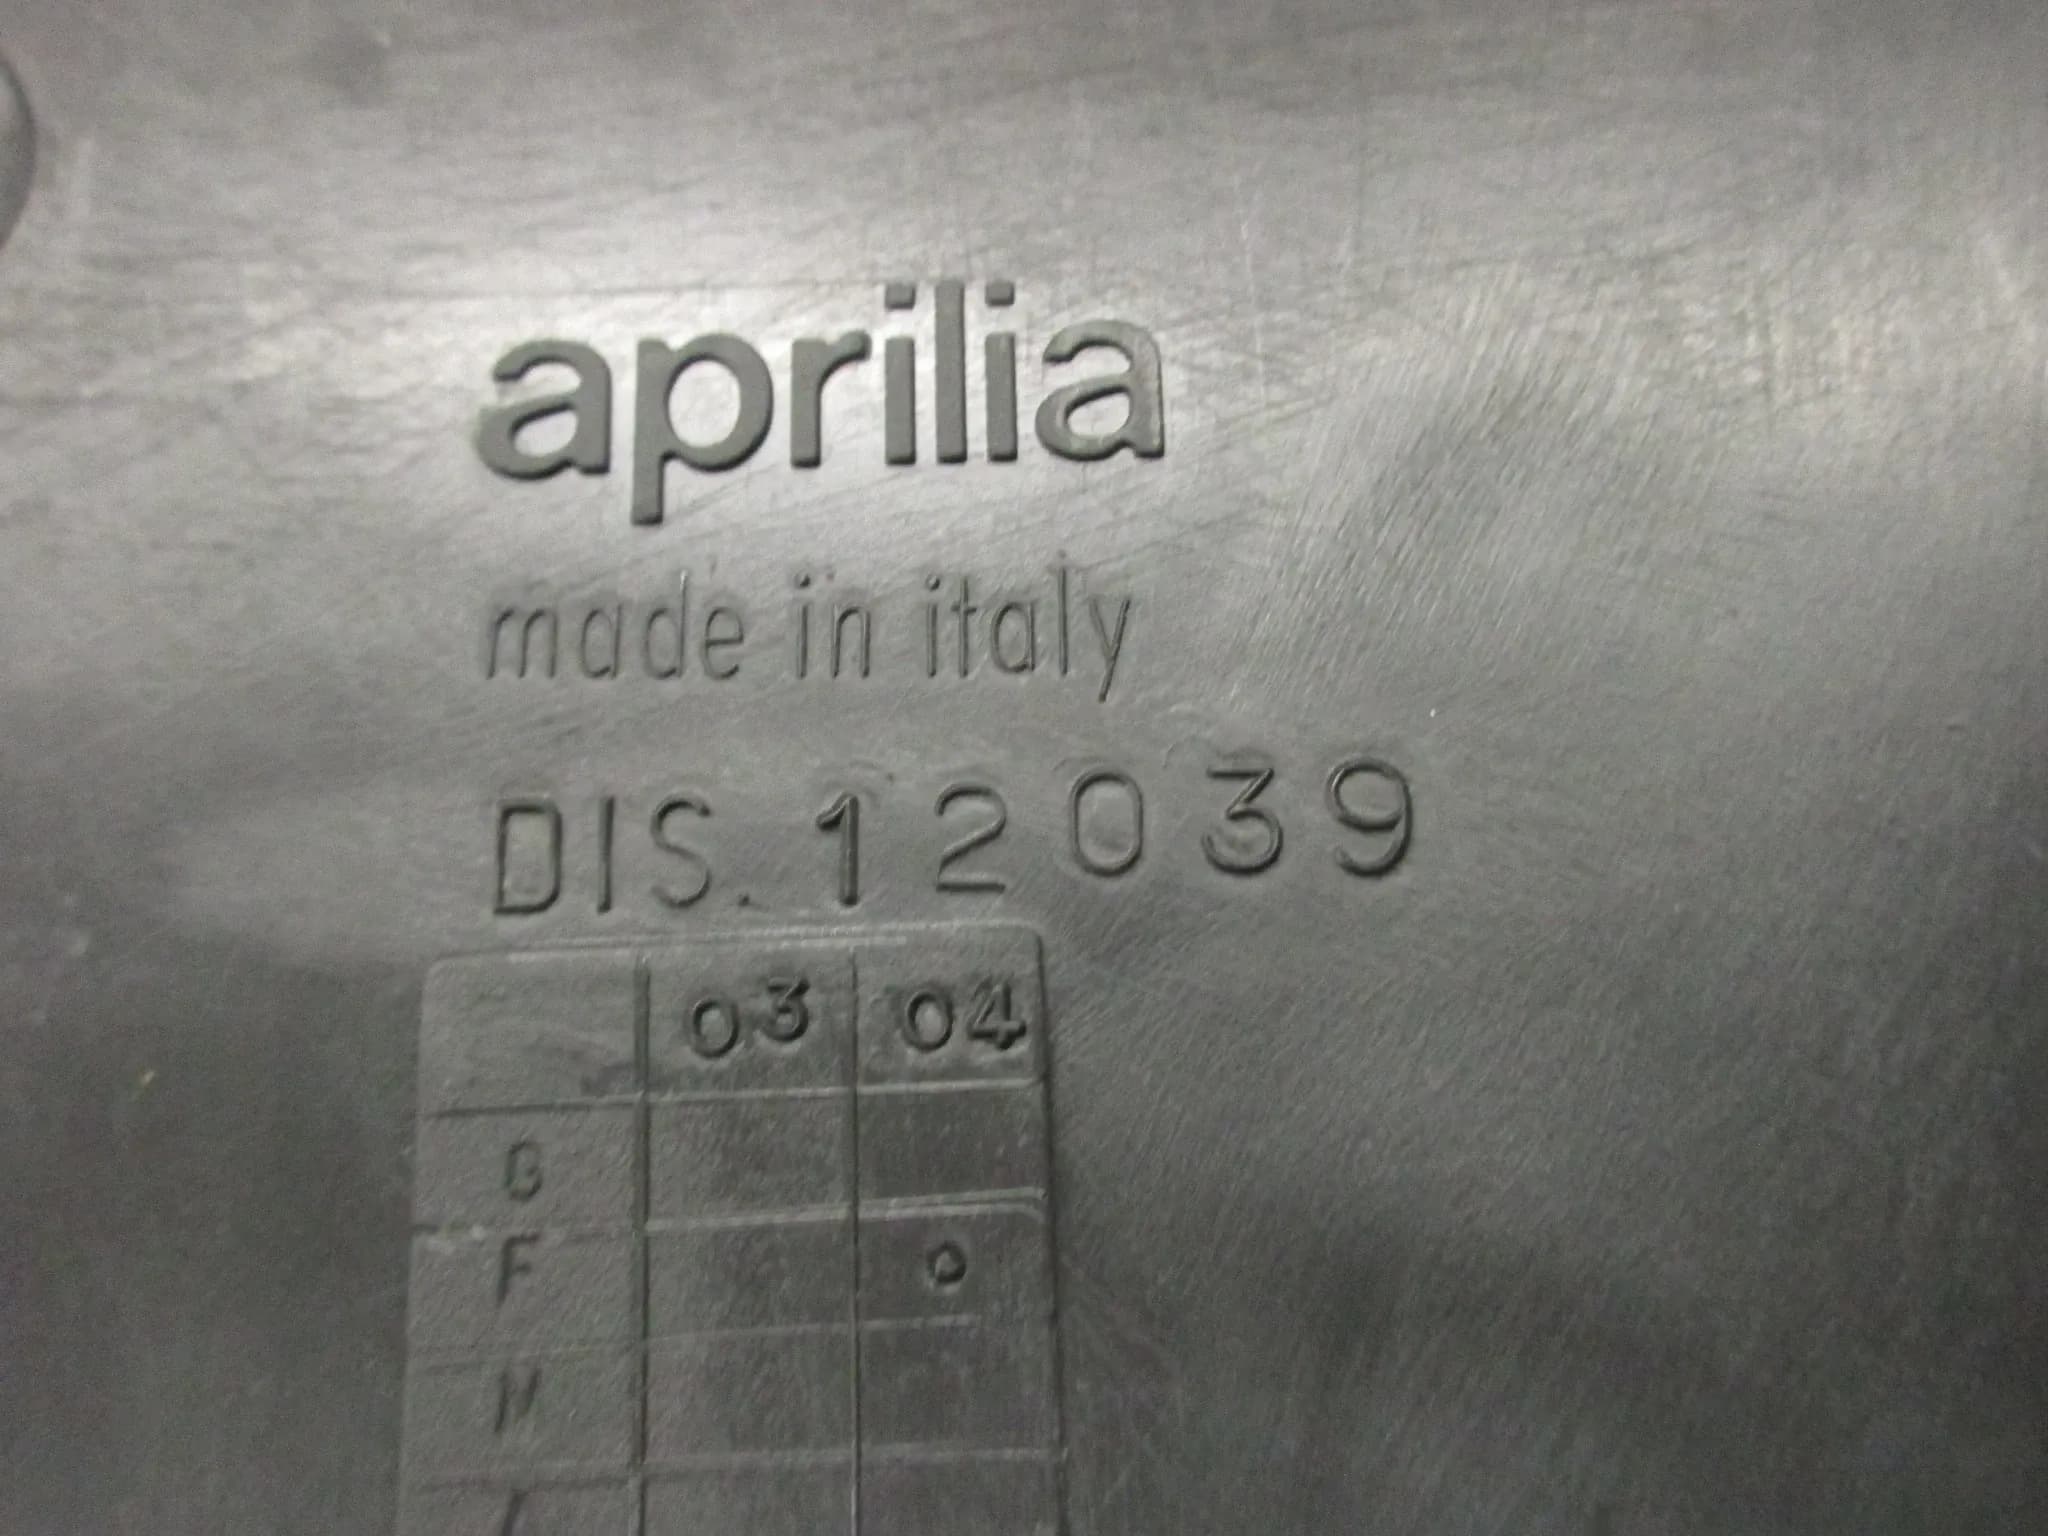 aprilia
made in italy
DIS. 12039
03 04
G
F o
M